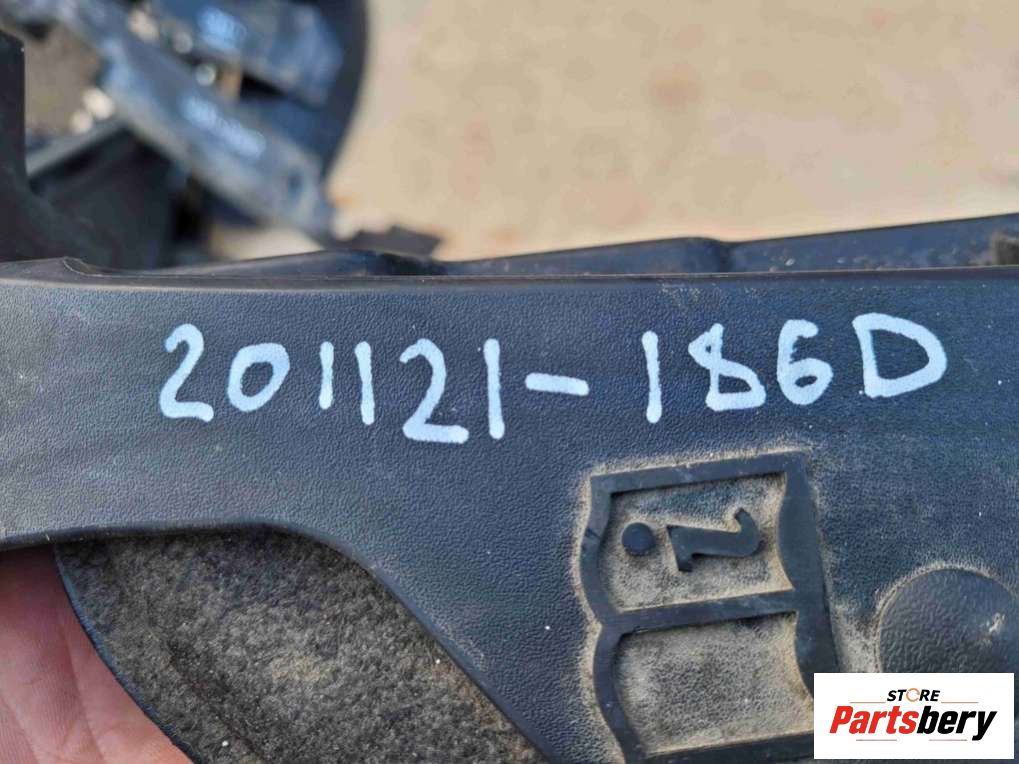 201121-186D
i
STORE
Partsbery